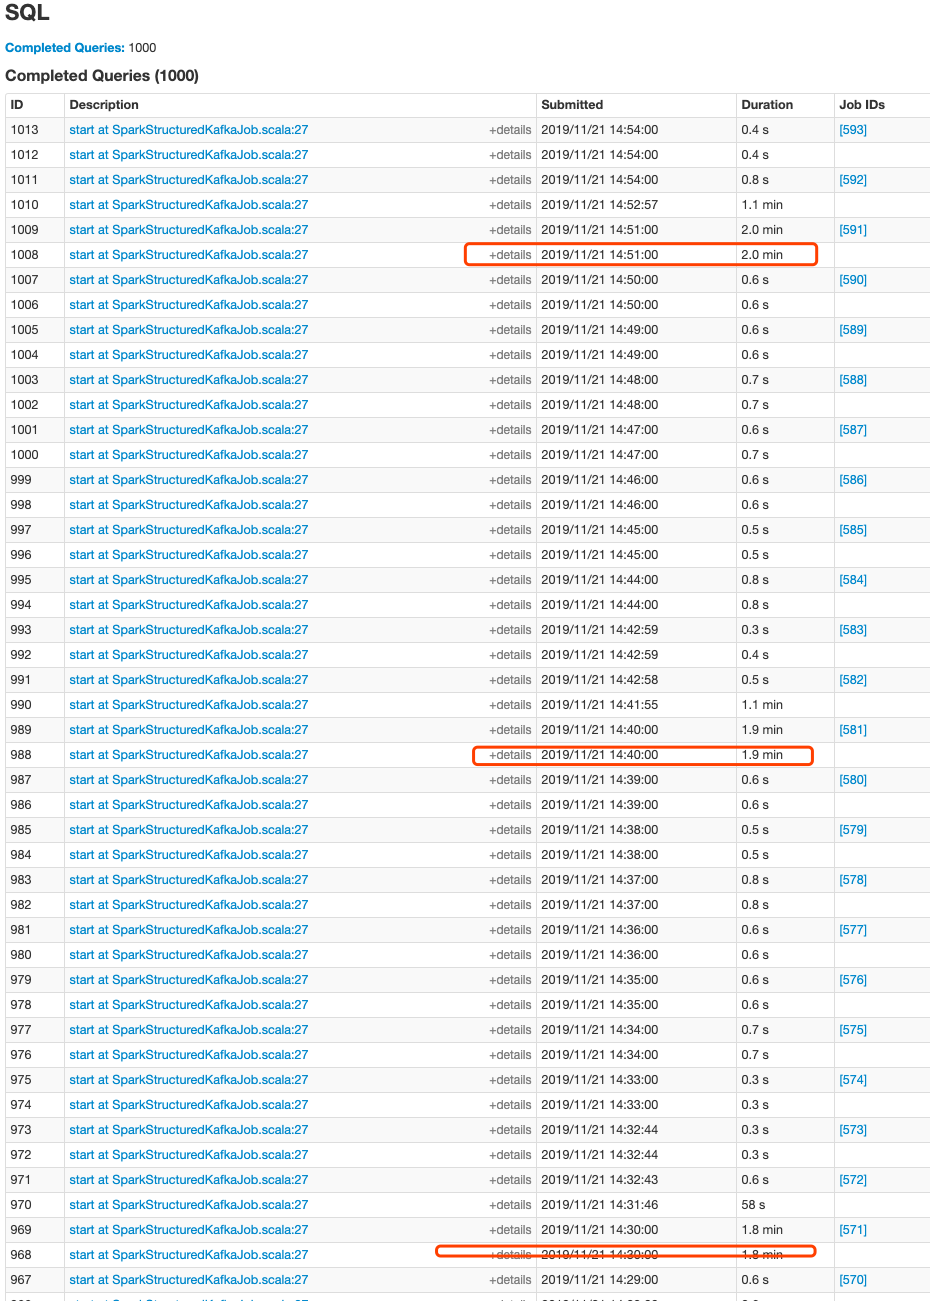 SQL
Completed Queries: 1000
Completed Queries (1000)
ID Description Submitted Duration Job IDs
1013 start at SparkStructuredKafkaJob.scala:27 +details 2019/11/21 14:54:00 0.4 s [593]
1012 start at SparkStructuredKafkaJob.scala:27 +details 2019/11/21 14:54:00 0.4 s
1011 start at SparkStructuredKafkaJob.scala:27 +details 2019/11/21 14:54:00 0.8 s [592]
1010 start at SparkStructuredKafkaJob.scala:27 +details 2019/11/21 14:52:57 1.1 min
1009 start at SparkStructuredKafkaJob.scala:27 +details 2019/11/21 14:51:00 2.0 min [591]
1008 start at SparkStructuredKafkaJob.scala:27 +details 2019/11/21 14:51:00 2.0 min
1007 start at SparkStructuredKafkaJob.scala:27 +details 2019/11/21 14:50:00 0.6 s [590]
1006 start at SparkStructuredKafkaJob.scala:27 +details 2019/11/21 14:50:00 0.6 s
1005 start at SparkStructuredKafkaJob.scala:27 +details 2019/11/21 14:49:00 0.6 s [589]
1004 start at SparkStructuredKafkaJob.scala:27 +details 2019/11/21 14:49:00 0.6 s
1003 start at SparkStructuredKafkaJob.scala:27 +details 2019/11/21 14:48:00 0.7 s [588]
1002 start at SparkStructuredKafkaJob.scala:27 +details 2019/11/21 14:48:00 0.7 s
1001 start at SparkStructuredKafkaJob.scala:27 +details 2019/11/21 14:47:00 0.6 s [587]
1000 start at SparkStructuredKafkaJob.scala:27 +details 2019/11/21 14:47:00 0.7 s
999 start at SparkStructuredKafkaJob.scala:27 +details 2019/11/21 14:46:00 0.6 s [586]
998 start at SparkStructuredKafkaJob.scala:27 +details 2019/11/21 14:46:00 0.6 s
997 start at SparkStructuredKafkaJob.scala:27 +details 2019/11/21 14:45:00 0.5 s [585]
996 start at SparkStructuredKafkaJob.scala:27 +details 2019/11/21 14:45:00 0.5 s
995 start at SparkStructuredKafkaJob.scala:27 +details 2019/11/21 14:44:00 0.8 s [584]
994 start at SparkStructuredKafkaJob.scala:27 +details 2019/11/21 14:44:00 0.8 s
993 start at SparkStructuredKafkaJob.scala:27 +details 2019/11/21 14:42:59 0.3 s [583]
992 start at SparkStructuredKafkaJob.scala:27 +details 2019/11/21 14:42:59 0.4 s
991 start at SparkStructuredKafkaJob.scala:27 +details 2019/11/21 14:42:58 0.5 s [582]
990 start at SparkStructuredKafkaJob.scala:27 +details 2019/11/21 14:41:55 1.1 min
989 start at SparkStructuredKafkaJob.scala:27 +details 2019/11/21 14:40:00 1.9 min [581]
988 start at SparkStructuredKafkaJob.scala:27 +details 2019/11/21 14:40:00 1.9 min
987 start at SparkStructuredKafkaJob.scala:27 +details 2019/11/21 14:39:00 0.6 s [580]
986 start at SparkStructuredKafkaJob.scala:27 +details 2019/11/21 14:39:00 0.6 s
985 start at SparkStructuredKafkaJob.scala:27 +details 2019/11/21 14:38:00 0.5 s [579]
984 start at SparkStructuredKafkaJob.scala:27 +details 2019/11/21 14:38:00 0.5 s
983 start at SparkStructuredKafkaJob.scala:27 +details 2019/11/21 14:37:00 0.8 s [578]
982 start at SparkStructuredKafkaJob.scala:27 +details 2019/11/21 14:37:00 0.8 s
981 start at SparkStructuredKafkaJob.scala:27 +details 2019/11/21 14:36:00 0.6 s [577]
980 start at SparkStructuredKafkaJob.scala:27 +details 2019/11/21 14:36:00 0.6 s
979 start at SparkStructuredKafkaJob.scala:27 +details 2019/11/21 14:35:00 0.6 s [576]
978 start at SparkStructuredKafkaJob.scala:27 +details 2019/11/21 14:35:00 0.6 s
977 start at SparkStructuredKafkaJob.scala:27 +details 2019/11/21 14:34:00 0.7 s [575]
976 start at SparkStructuredKafkaJob.scala:27 +details 2019/11/21 14:34:00 0.7 s
975 start at SparkStructuredKafkaJob.scala:27 +details 2019/11/21 14:33:00 0.3 s [574]
974 start at SparkStructuredKafkaJob.scala:27 +details 2019/11/21 14:33:00 0.3 s
973 start at SparkStructuredKafkaJob.scala:27 +details 2019/11/21 14:32:44 0.3 s [573]
972 start at SparkStructuredKafkaJob.scala:27 +details 2019/11/21 14:32:44 0.3 s
971 start at SparkStructuredKafkaJob.scala:27 +details 2019/11/21 14:32:43 0.6 s [572]
970 start at SparkStructuredKafkaJob.scala:27 +details 2019/11/21 14:31:46 58 s
969 start at SparkStructuredKafkaJob.scala:27 +details 2019/11/21 14:30:00 1.8 min [571]
968 start at SparkStructuredKafkaJob.scala:27 +details 2019/11/21 14:30:00 1.8 min
967 start at SparkStructuredKafkaJob.scala:27 +details 2019/11/21 14:29:00 0.6 s [570]